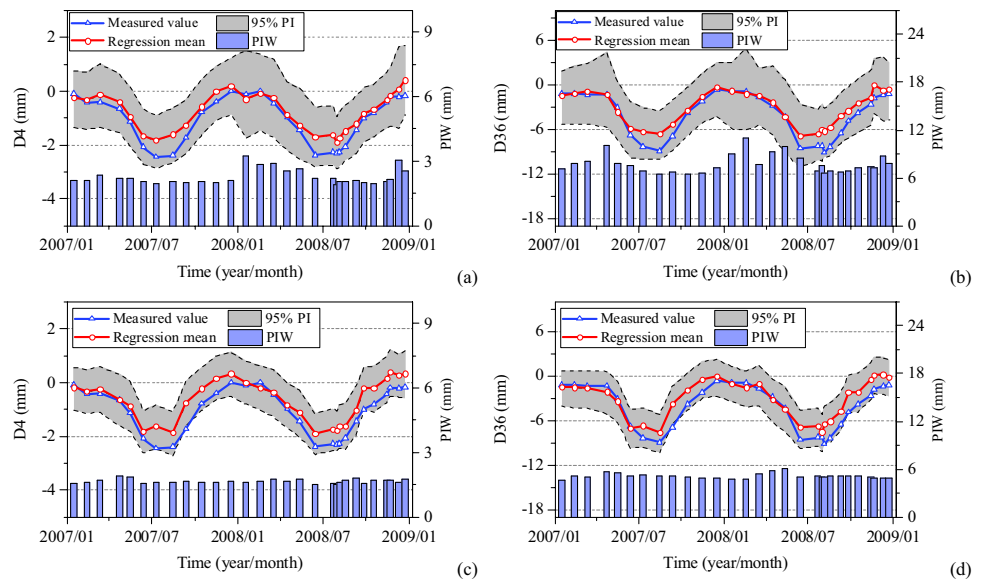 Measured value
95% PI
Regression mean
PIW
2
0
-2
-4
D4 (mm)
9
6
3
0
PIW (mm)
2007/01
2007/07
2008/01
2008/07
2009/01
Time (year/month)
(a)
Measured value
95% PI
Regression mean
PIW
6
0
-6
-12
-18
D36 (mm)
24
18
12
6
0
PIW (mm)
2007/01
2007/07
2008/01
2008/07
2009/01
Time (year/month)
(b)
Measured value
95% PI
Regression mean
PIW
2
0
-2
-4
D4 (mm)
9
6
3
0
PIW (mm)
2007/01
2007/07
2008/01
2008/07
2009/01
Time (year/month)
(c)
Measured value
95% PI
Regression mean
PIW
6
0
-6
-12
-18
D36 (mm)
24
18
12
6
0
PIW (mm)
2007/01
2007/07
2008/01
2008/07
2009/01
Time (year/month)
(d)